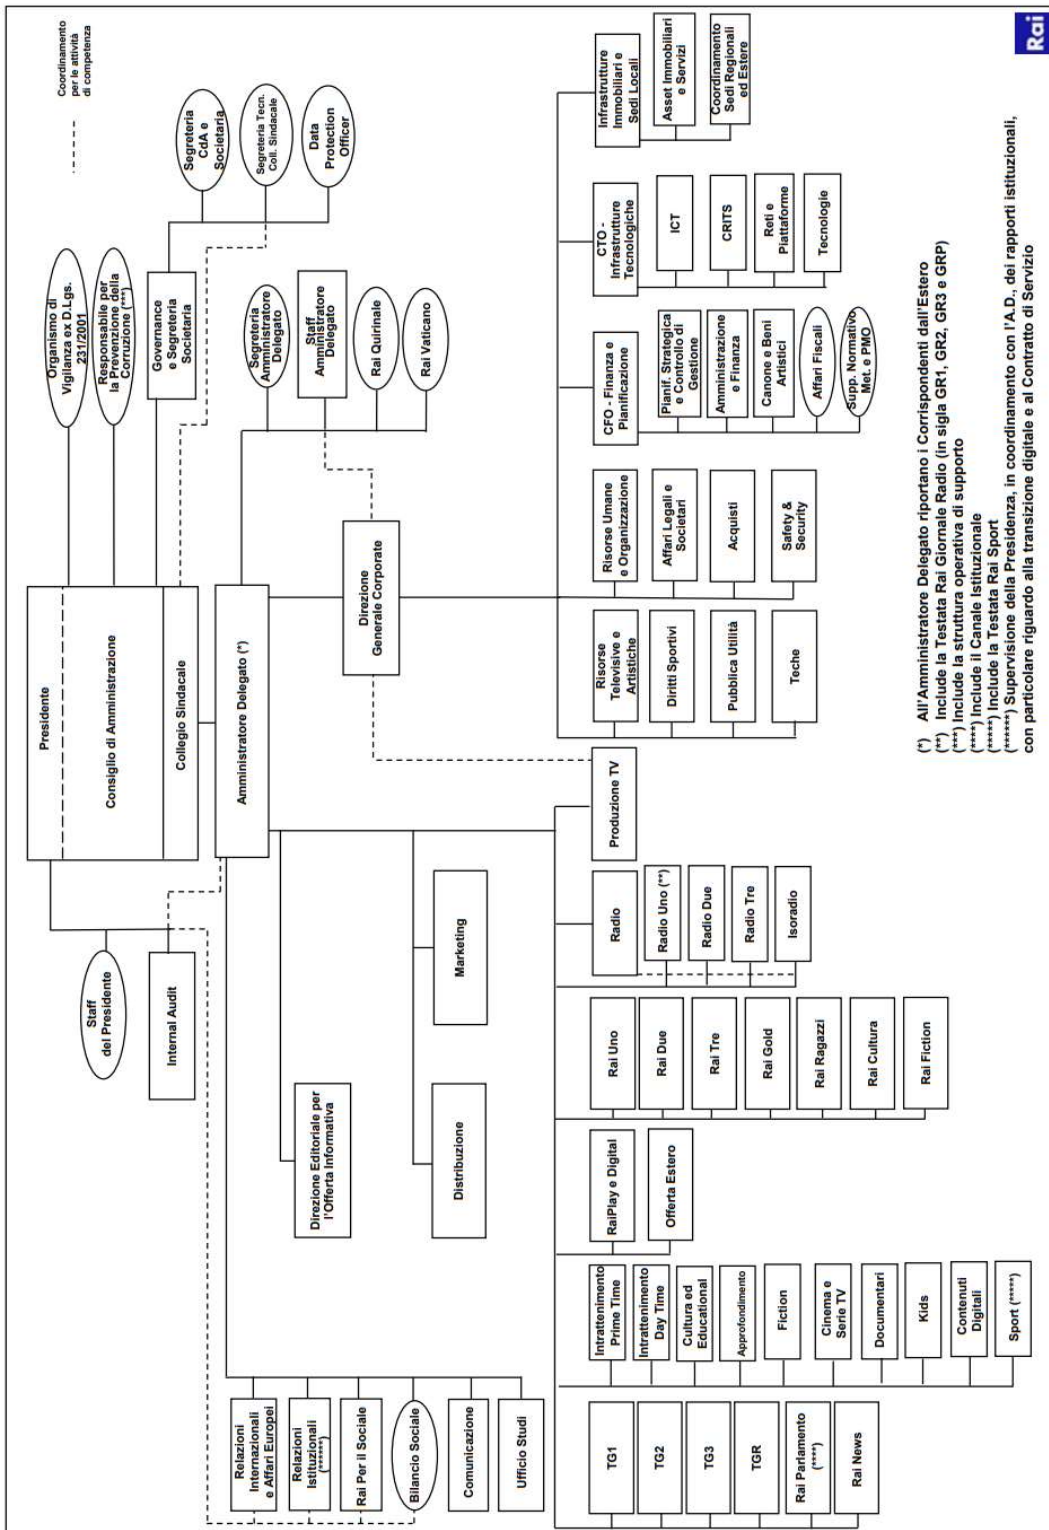 Presidente
Consiglio di Amministrazione
Collegio Sindacale
Coordinamento
per le attività
di competenza
Organismo di
Vigilanza ex D.Lgs.
231/2001
Responsabile per
la Prevenzione della
Corruzione (***)
Governance
e Segreteria
Societaria
Segreteria
CdA e
Societaria
Segreteria Tecn.
Coll. Sindacale
Data
Protection
Officer
Staff
del Presidente
Internal Audit
Amministratore Delegato (*)
Segreteria
Amministratore
Delegato
Staff
Amministratore
Delegato
Rai Quirinale
Rai Vaticano
Direzione
Generale Corporate
Direzione Editoriale per
l'Offerta Informativa
Distribuzione
Marketing
Relazioni
Internazionali
e Affari Europei
Relazioni
Istituzionali
(******)
Rai Per il Sociale
Bilancio Sociale
Comunicazione
Ufficio Studi
TG1
TG2
TG3
TGR
Rai Parlamento
(****)
Rai News
Intrattenimento
Prime Time
Intrattenimento
Day Time
Cultura ed
Educational
Approfondimento
Fiction
Cinema e
Serie TV
Documentari
Kids
Contenuti
Digitali
Sport (*****)
RaiPlay e Digital
Offerta Estero
Rai Uno
Rai Due
Rai Tre
Rai Gold
Rai Ragazzi
Rai Cultura
Rai Fiction
Radio
Radio Uno (**)
Radio Due
Radio Tre
Isoradio
Produzione TV
Risorse
Televisive e
Artistiche
Diritti Sportivi
Pubblica Utilità
Teche
Risorse Umane
e Organizzazione
Affari Legali e
Societari
Acquisti
Safety &
Security
CFO - Finanza e
Pianificazione
Pianif. Strategica
e Controllo di
Gestione
Amministrazione
e Finanza
Canone e Beni
Artistici
Affari Fiscali
Supp. Normativo
Met. e PMO
CTO -
Infrastrutture
Tecnologiche
ICT
CRITS
Reti e
Piattaforme
Tecnologie
Infrastrutture
Immobiliari e
Sedi Locali
Asset Immobiliari
e Servizi
Coordinamento
Sedi Regionali
ed Estere
(*) All'Amministratore Delegato riportano i Corrispondenti dall'Estero
(**) Include la Testata Rai Giornale Radio (in sigla GR1, GR2, GR3 e GRP)
(***) Include la struttura operativa di supporto
(****) Include il Canale Istituzionale
(*****) Include la Testata Rai Sport
(******) Supervisione della Presidenza, in coordinamento con l'A.D., dei rapporti istituzionali,
con particolare riguardo alla transizione digitale e al Contratto di Servizio
Rai